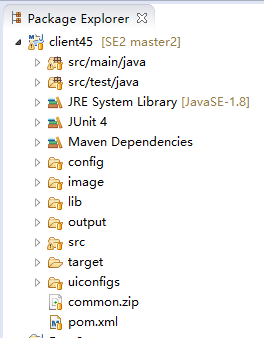 Package Explorer
client45 [SE2 master2]
src/main/java
src/test/java
JRE System Library [JavaSE-1.8]
JUnit 4
Maven Dependencies
config
image
lib
output
src
target
uiconfigs
common.zip
pom.xml